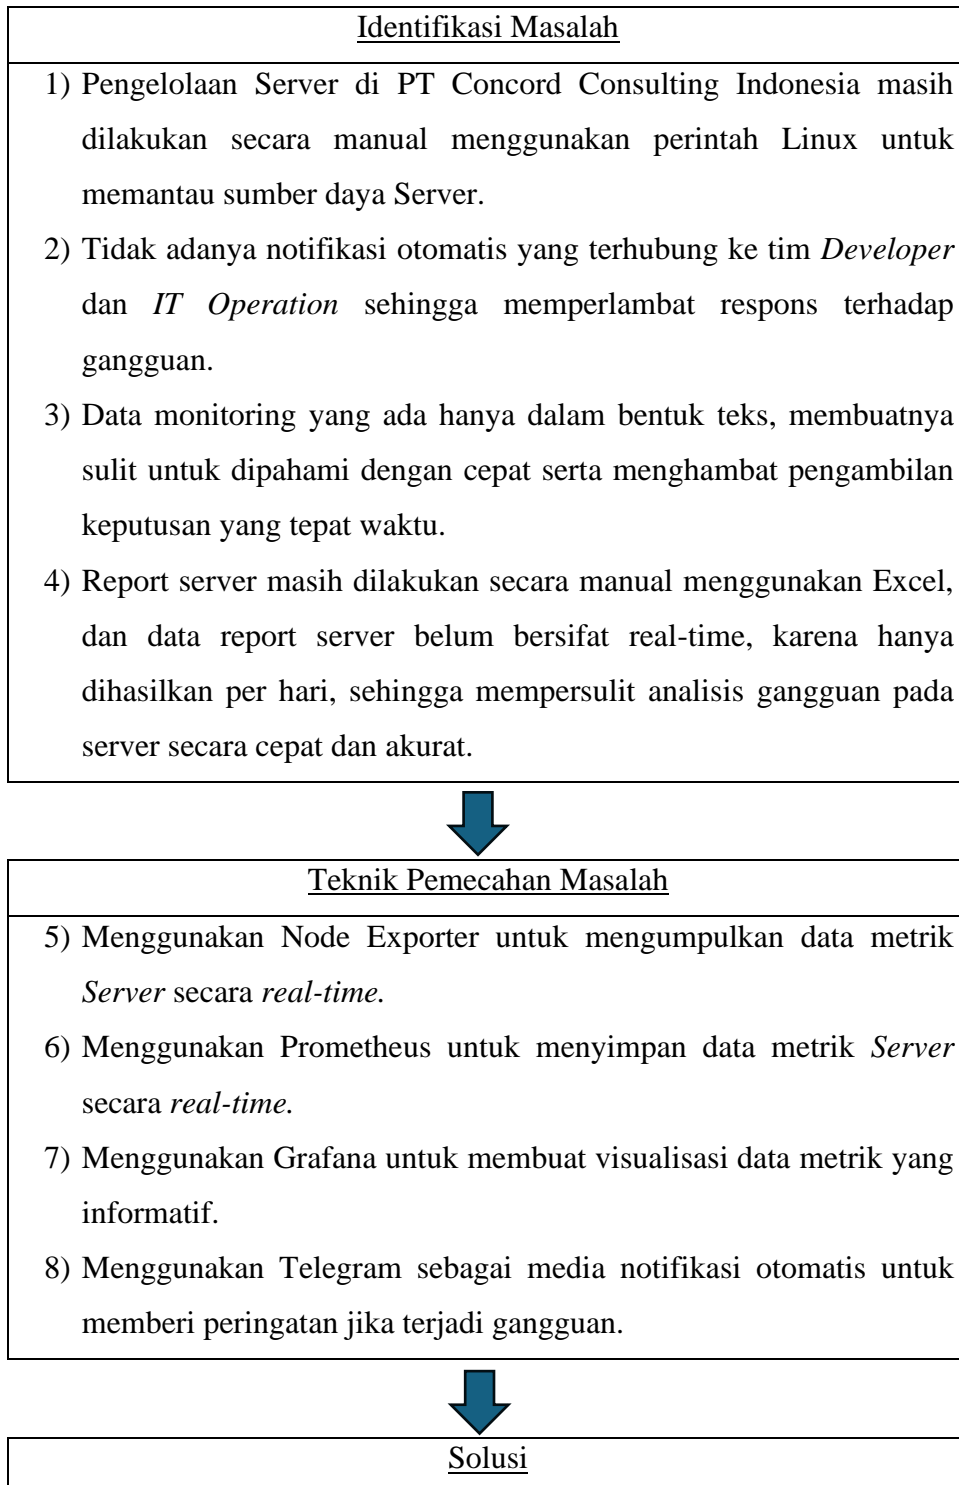 Identifikasi Masalah
1) Pengelolaan Server di PT Concord Consulting Indonesia masih
dilakukan secara manual menggunakan perintah Linux untuk
memantau sumber daya Server.
2) Tidak adanya notifikasi otomatis yang terhubung ke tim Developer
dan IT Operation sehingga memperlambat respons terhadap
gangguan.
3) Data monitoring yang ada hanya dalam bentuk teks, membuatnya
sulit untuk dipahami dengan cepat serta menghambat pengambilan
keputusan yang tepat waktu.
4) Report server masih dilakukan secara manual menggunakan Excel,
dan data report server belum bersifat real-time, karena hanya
dihasilkan per hari, sehingga mempersulit analisis gangguan pada
server secara cepat dan akurat.
Teknik Pemecahan Masalah
5) Menggunakan Node Exporter untuk mengumpulkan data metrik
Server secara real-time.
6) Menggunakan Prometheus untuk menyimpan data metrik Server
secara real-time.
7) Menggunakan Grafana untuk membuat visualisasi data metrik yang
informatif.
8) Menggunakan Telegram sebagai media notifikasi otomatis untuk
memberi peringatan jika terjadi gangguan.
Solusi